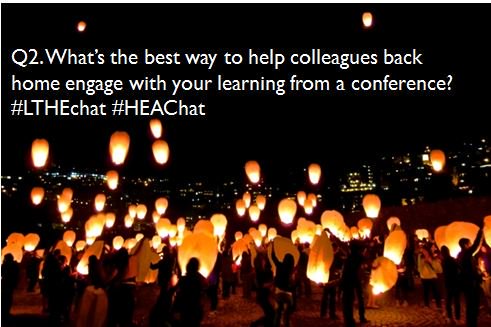 Q2. What's the best way to help colleagues back
home engage with your learning from a conference?
#LTHEchat #HEAChat